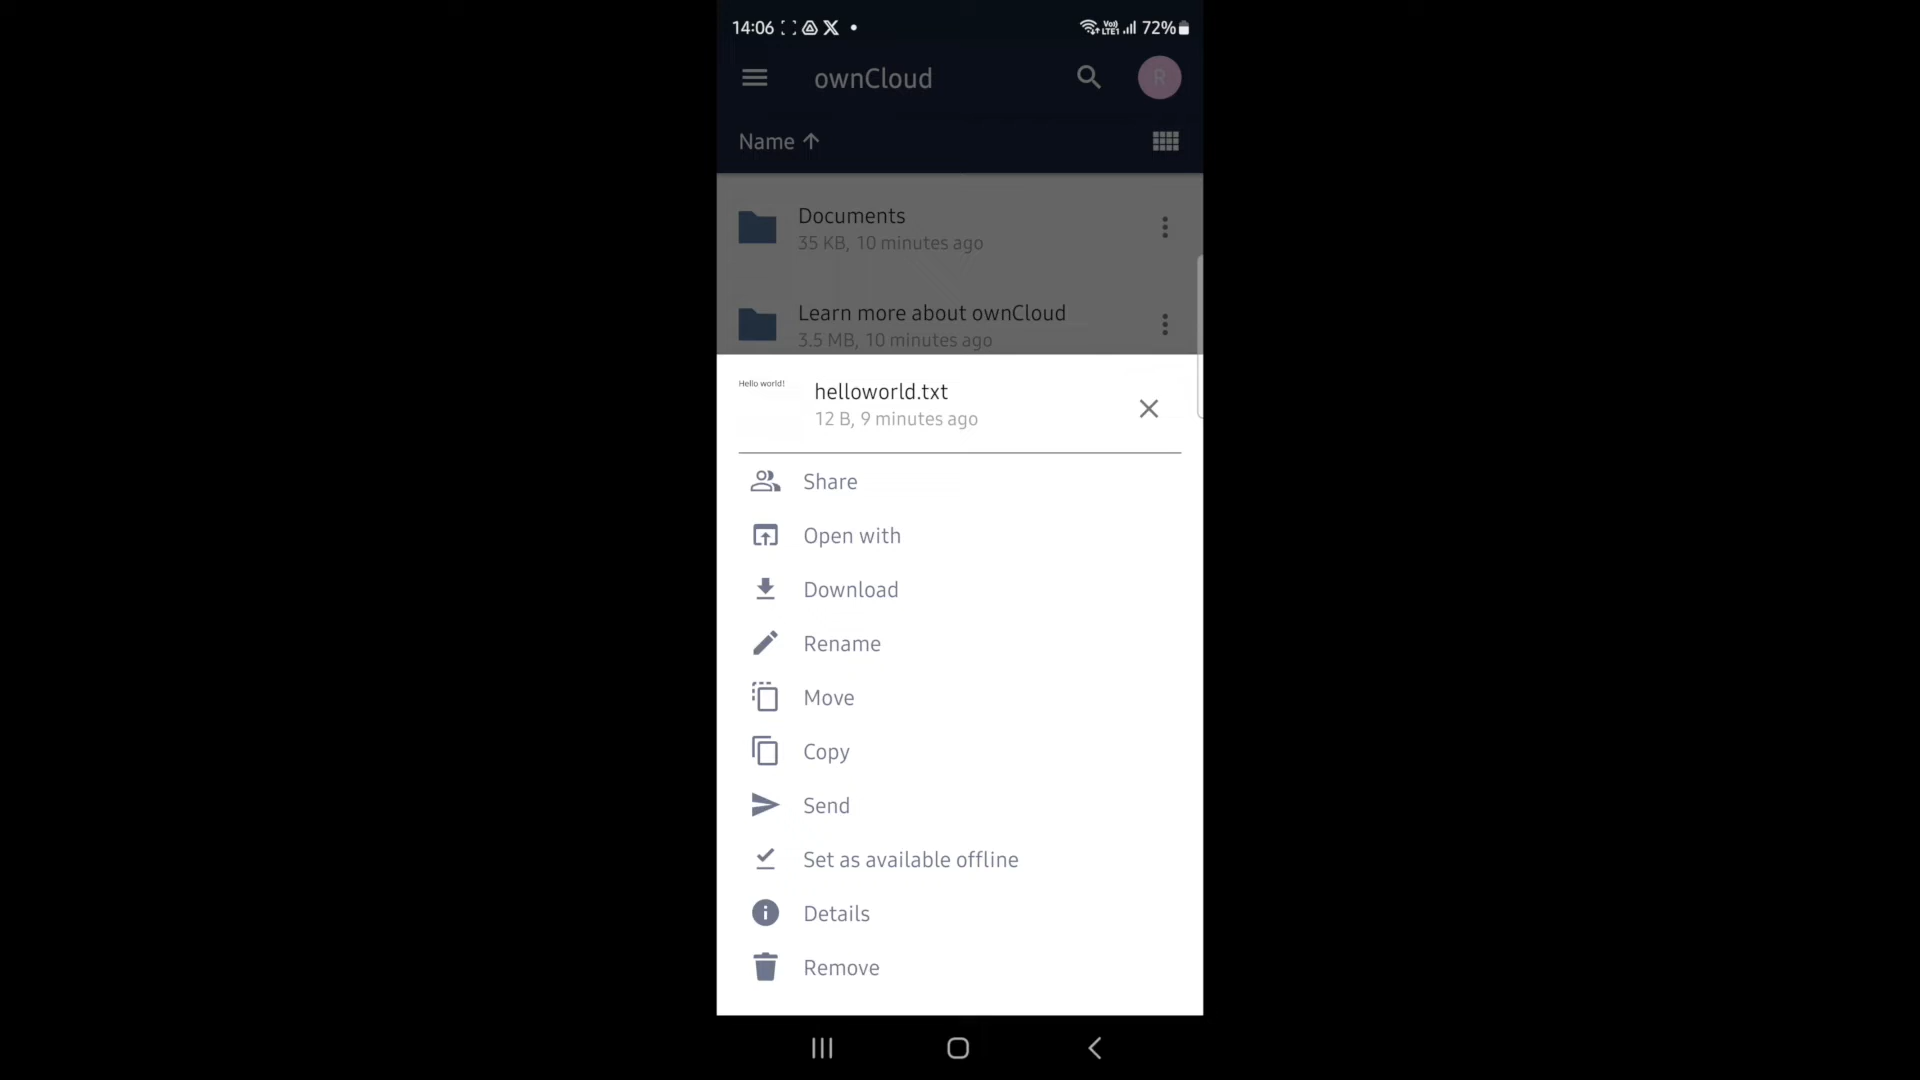 14:06
VoJ LTE1 72%
ownCloud
R
Name
Documents
35 KB, 10 minutes ago
Learn more about ownCloud
3.5 MB, 10 minutes ago
Hello world!
helloworld.txt
12 B, 9 minutes ago
Share
Open with
Download
Rename
Move
Copy
Send
Set as available offline
Details
Remove